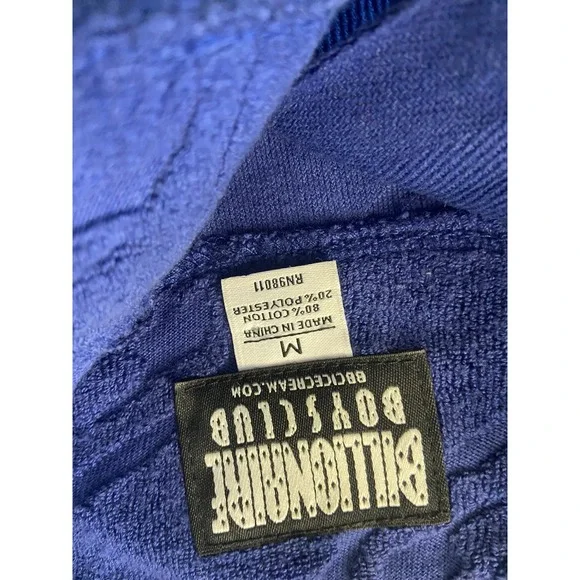 BILLIONAIRE
BOYS CLUB
BBCICECREAM.COM
M
MADE IN CHINA
80% COTTON
20% POLYESTER
RN98011